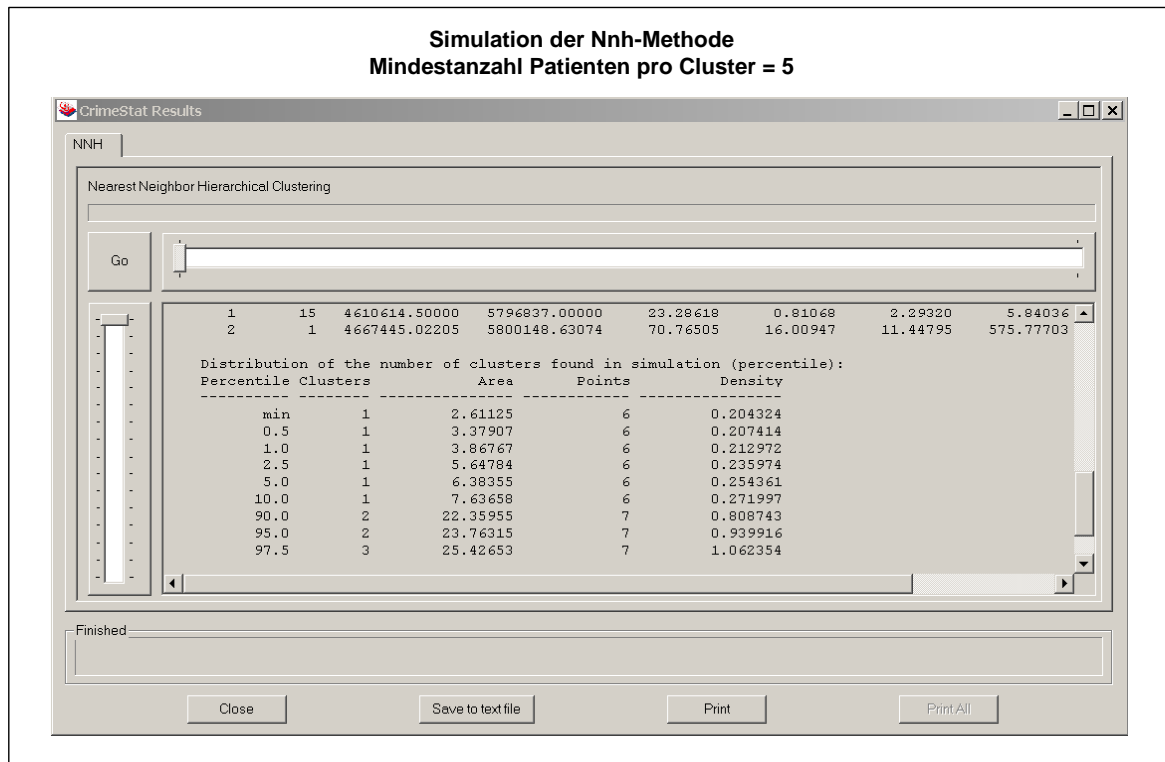 Simulation der Nnh-Methode
Mindestanzahl Patienten pro Cluster = 5
CrimeStat Results
NNH
Nearest Neighbor Hierarchical Clustering
Go
1 15 4610614.50000 5796837.00000 23.28618 0.81068 2.29320 5.84036
2 1 4667445.02205 5800148.63074 70.76505 16.00947 11.44795 575.77703
Distribution of the number of clusters found in simulation (percentile):
Percentile Clusters Area Points Density
----------- --------- --------------- ------------ ----------------
min 1 2.61125 6 0.204324
0.5 1 3.37907 6 0.207414
1.0 1 3.86767 6 0.212972
2.5 1 5.64784 6 0.235974
5.0 1 6.38355 6 0.254361
10.0 1 7.63658 6 0.271997
90.0 2 22.35955 7 0.808743
95.0 2 23.76315 7 0.939916
97.5 3 25.42653 7 1.062354
Finished
Close Save to text file Print Print All